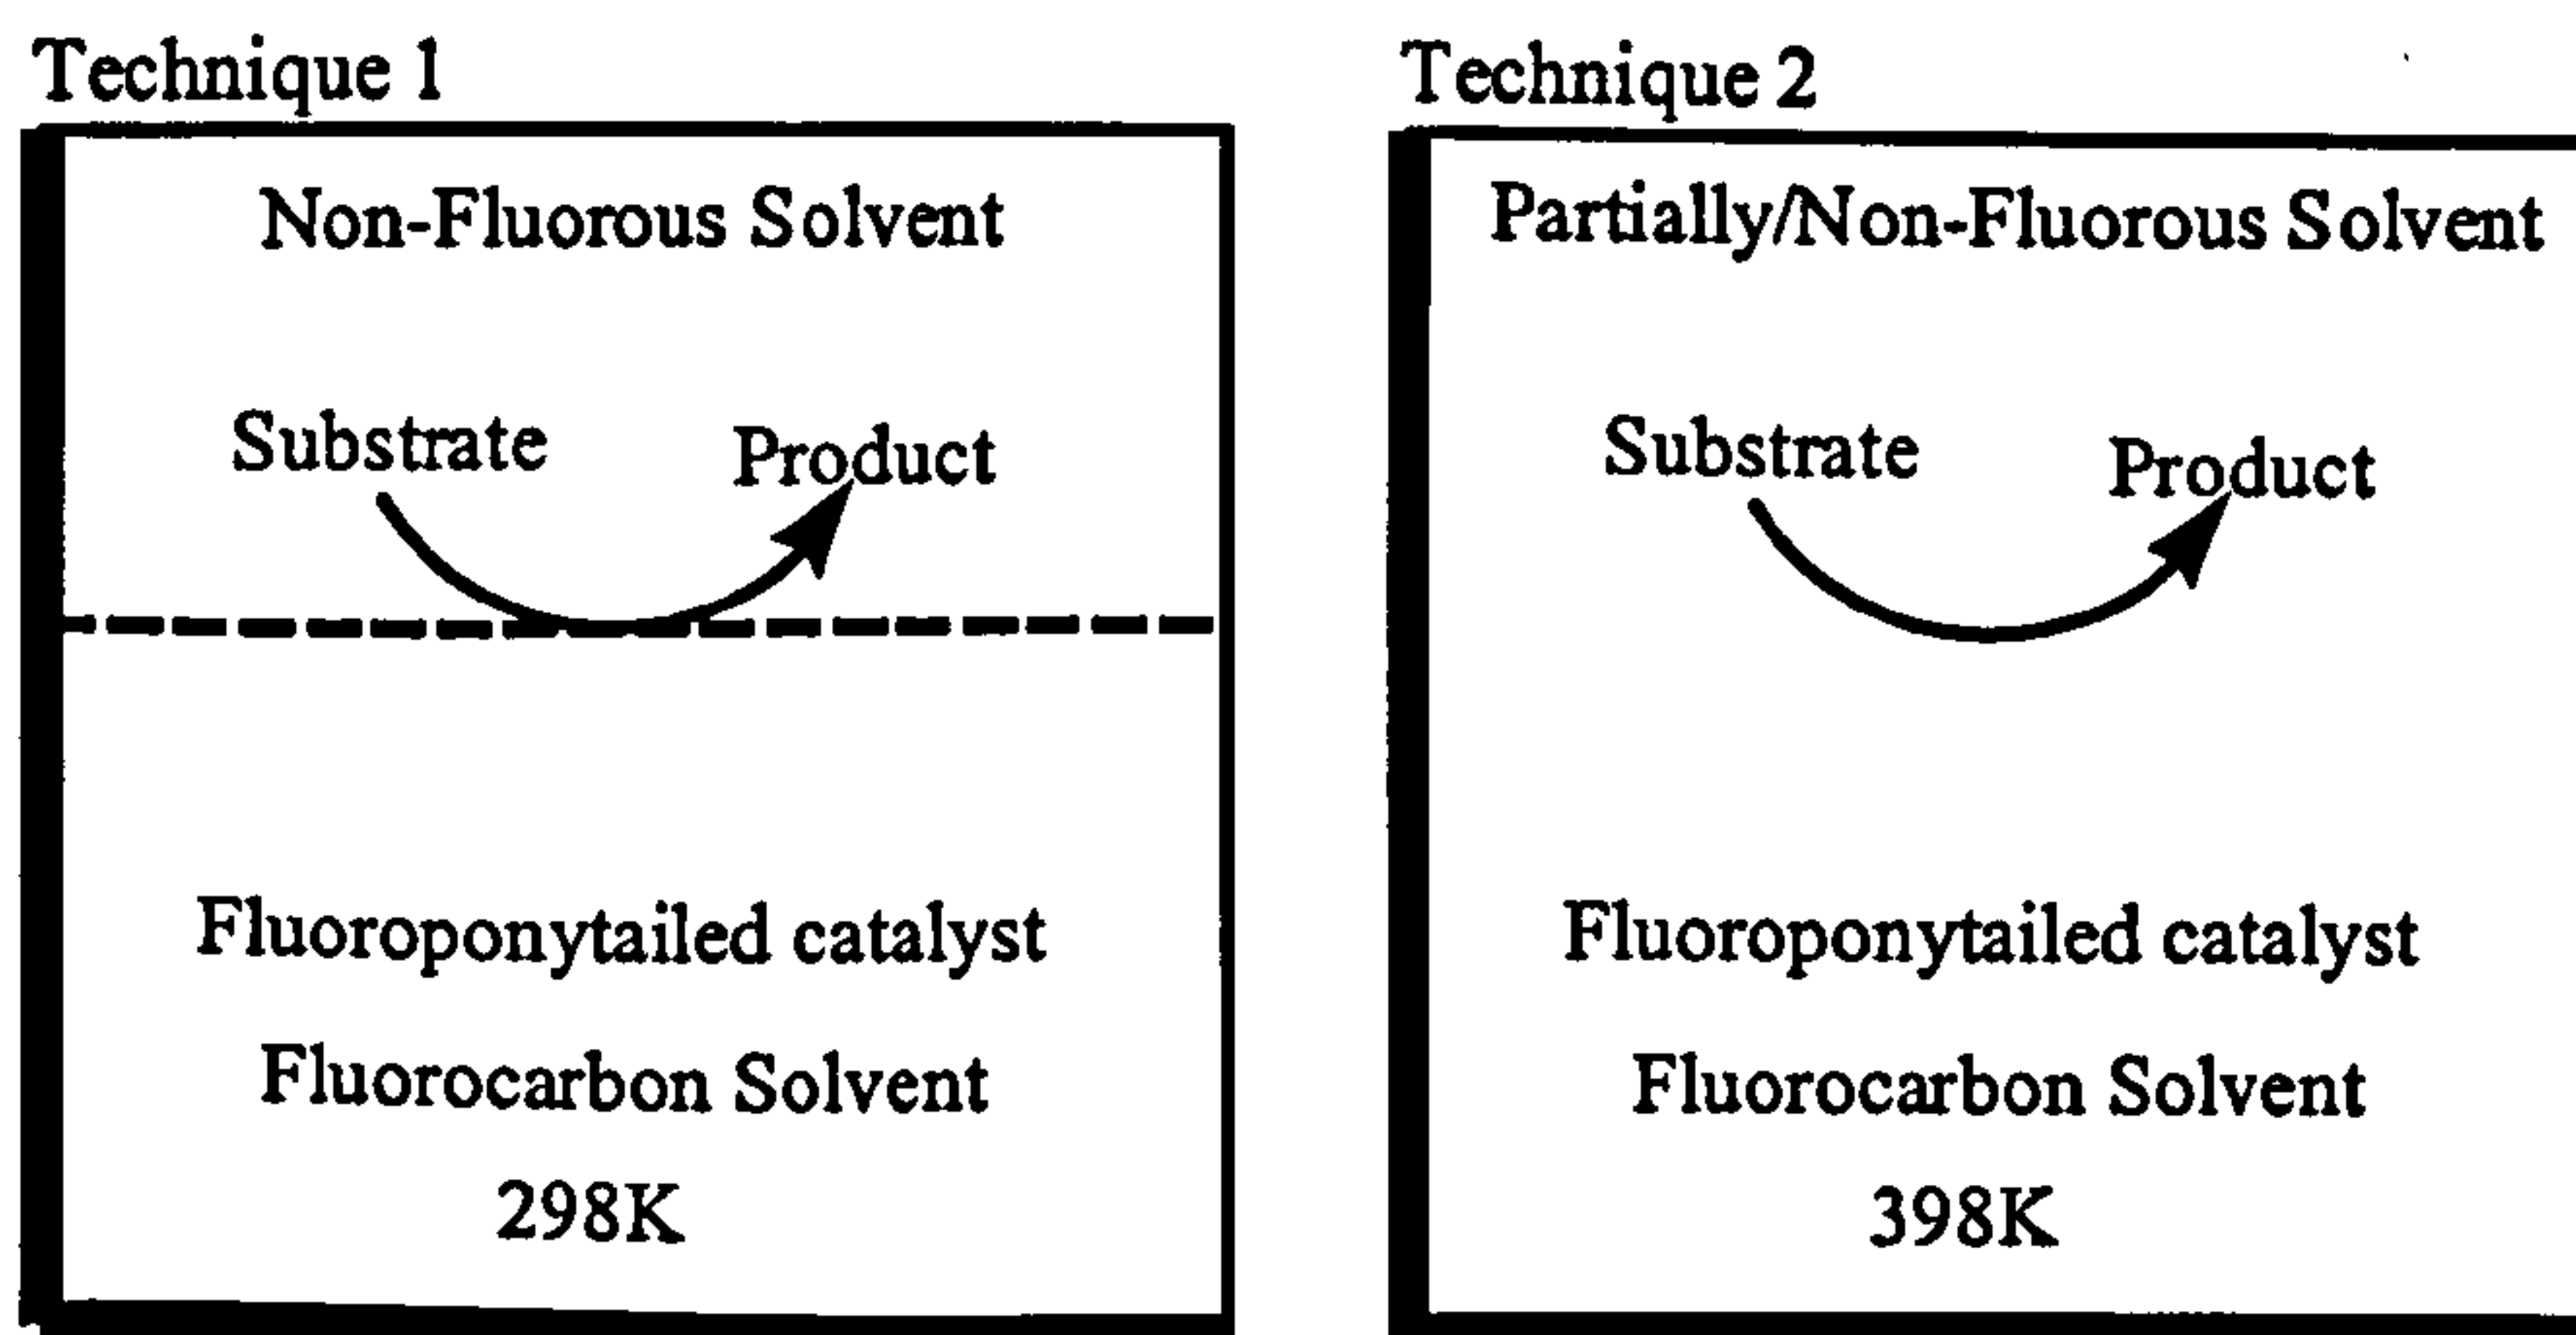 Technique 1
Non-Fluorous Solvent
Substrate
Product
Fluoroponytailed catalyst
Fluorocarbon Solvent
298K
Technique 2
Partially/Non-Fluorous Solvent
Substrate
Product
Fluoroponytailed catalyst
Fluorocarbon Solvent
398K